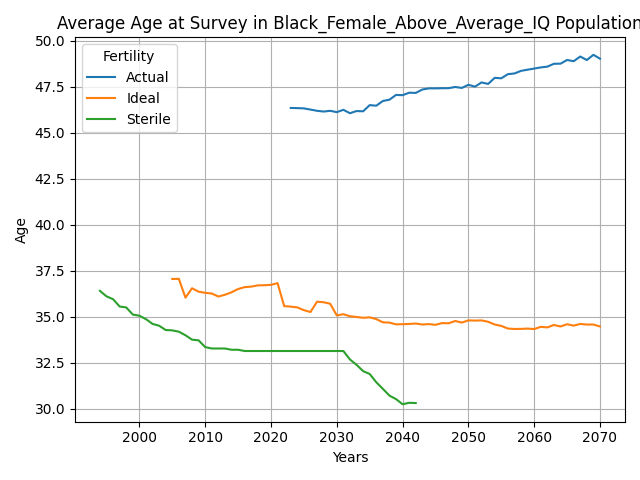 Average Age at Survey in Black_Female_Above_Average_IQ Population
50.0
47.5
45.0
42.5
40.0
37.5
35.0
32.5
30.0
Age
Fertility
Actual
Ideal
Sterile
2000 2010 2020 2030 2040 2050 2060 2070
Years